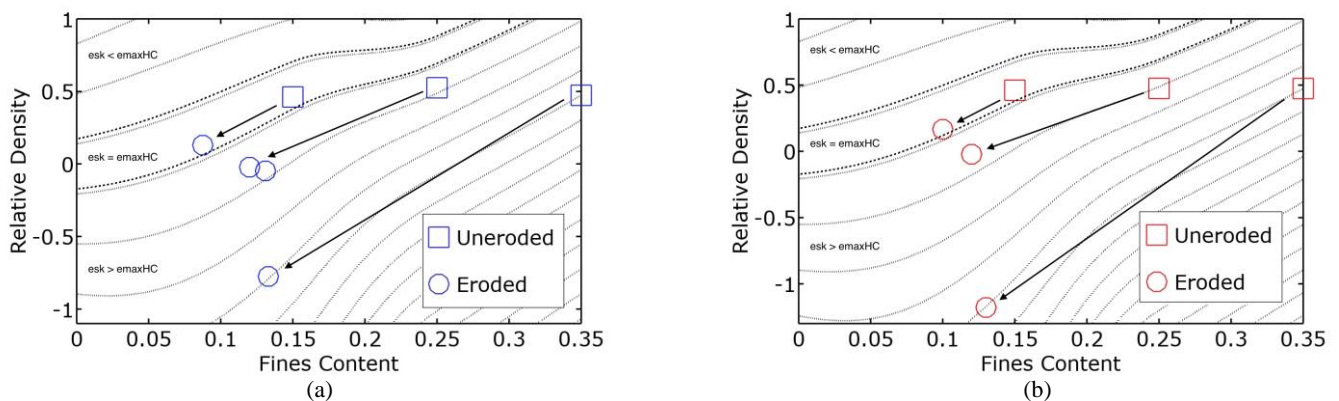 1
0.5
0
-0.5
-1
Relative Density
esk < emaxHC
esk = emaxHC
esk > emaxHC
Uneroded
Eroded
0 0.05 0.1 0.15 0.2 0.25 0.3 0.35
Fines Content
(a)
1
0.5
0
-0.5
-1
Relative Density
esk < emaxHC
esk = emaxHC
esk > emaxHC
Uneroded
Eroded
0 0.05 0.1 0.15 0.2 0.25 0.3 0.35
Fines Content
(b)